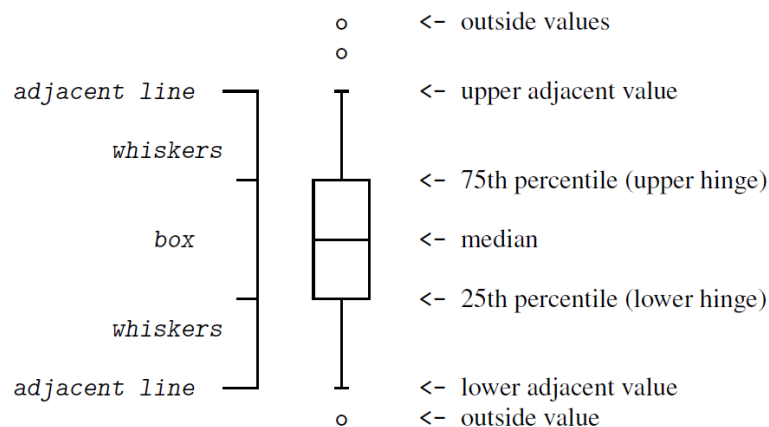 <- outside values
adjacent line <- upper adjacent value
whiskers
<- 75th percentile (upper hinge)
box <- median
<- 25th percentile (lower hinge)
whiskers
adjacent line <- lower adjacent value
<- outside value